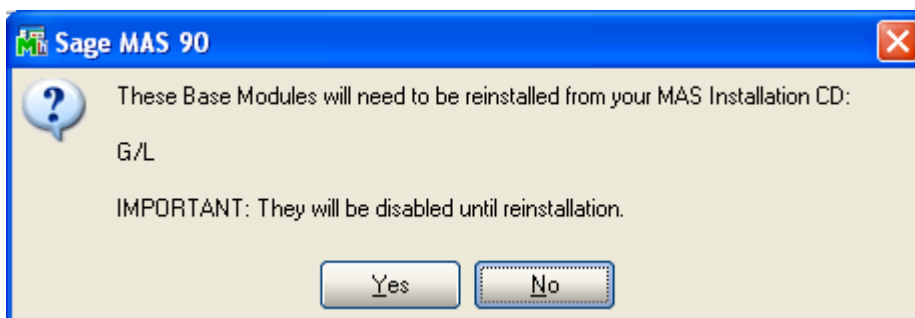 Sage MAS 90
These Base Modules will need to be reinstalled from your MAS Installation CD:
G/L
IMPORTANT: They will be disabled until reinstallation.
Yes
No